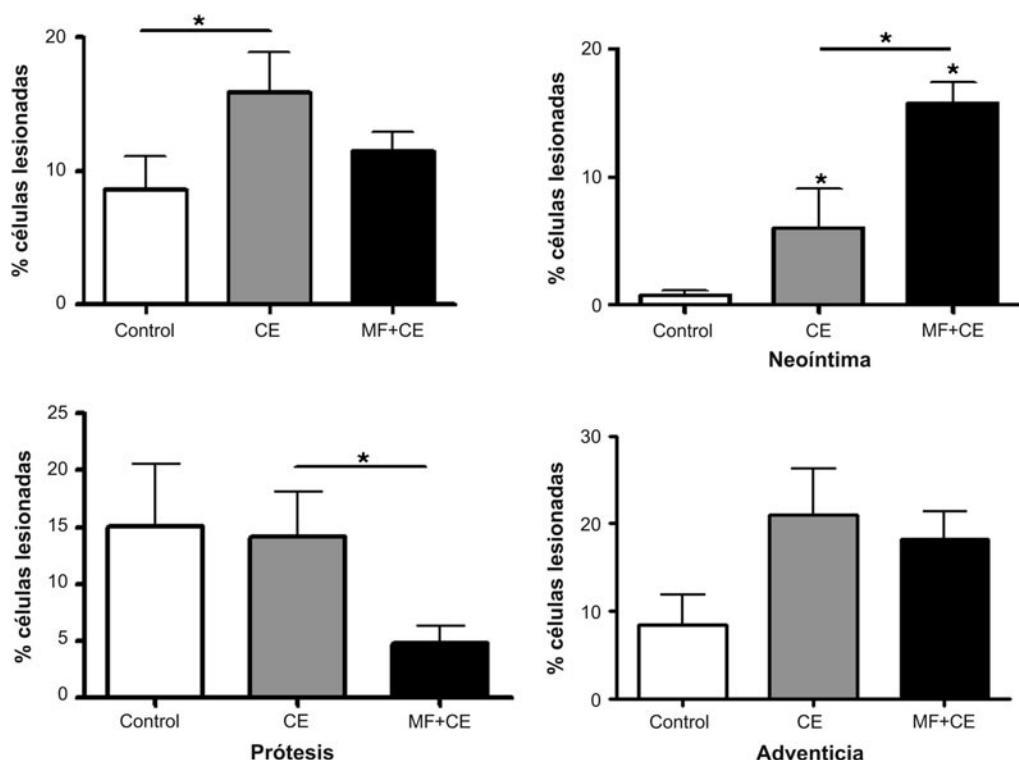 % células lesionadas
20
10
0
*
Control
CE
MF+CE
% células lesionadas
20
10
0
*
*
*
Control
CE
MF+CE
Neoíntima
% células lesionadas
25
20
15
10
5
0
*
Control
CE
MF+CE
Prótesis
% células lesionadas
30
20
10
0
Control
CE
MF+CE
Adventicia